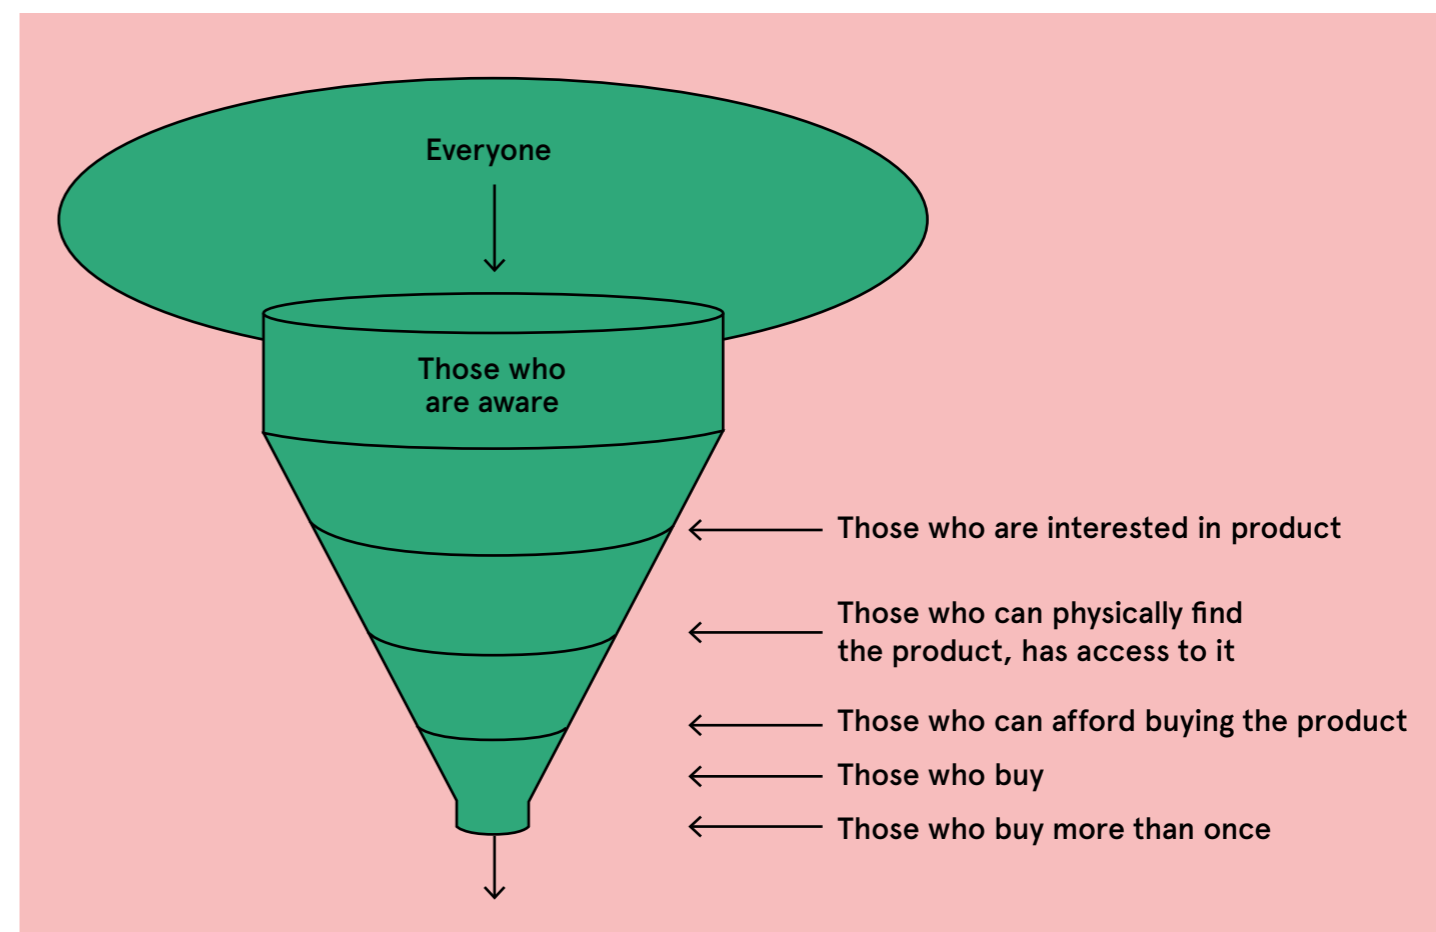 Everyone
Those who
are aware
Those who are interested in product
Those who can physically find
the product, has access to it
Those who can afford buying the product
Those who buy
Those who buy more than once